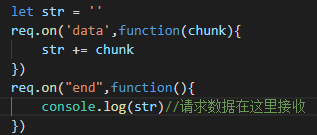 let str = ''
req.on('data',function(chunk){
    str += chunk
})
req.on("end",function(){
    console.log(str)//请求数据在这里接收
})